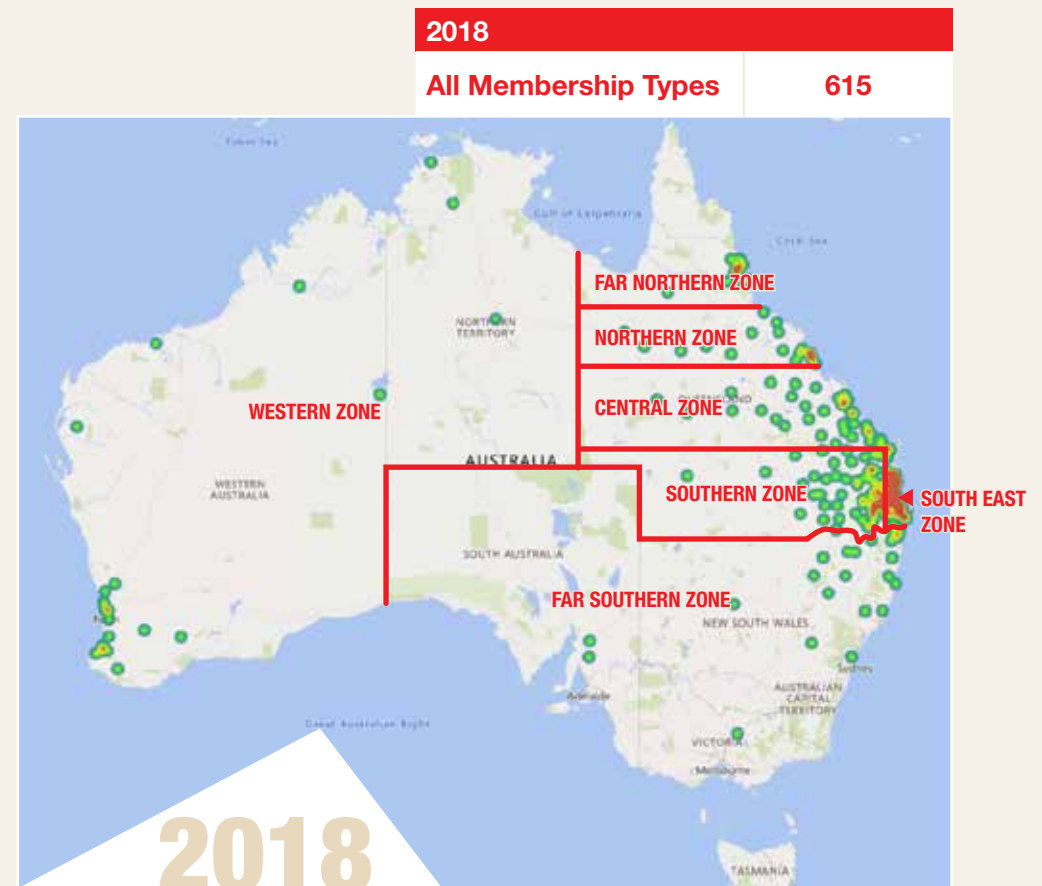 2018
All Membership Types 615
Timor Sea
Gulf of Carpentaria
Coral Sea
FAR NORTHERN ZONE
NORTHERN
TERRITORY
NORTHERN ZONE
WESTERN ZONE
CENTRAL ZONE
QUEENSLAND
AUSTRALIA
WESTERN
AUSTRALIA
SOUTHERN ZONE
SOUTH EAST
ZONE
SOUTH AUSTRALIA
FAR SOUTHERN ZONE
Perth
NEW SOUTH WALES
Sydney
Adelaide
AUSTRALIAN
CAPITAL
TERRITORY
Great Australian Bight
VICTORIA
Melbourne
2018
TASMANIA